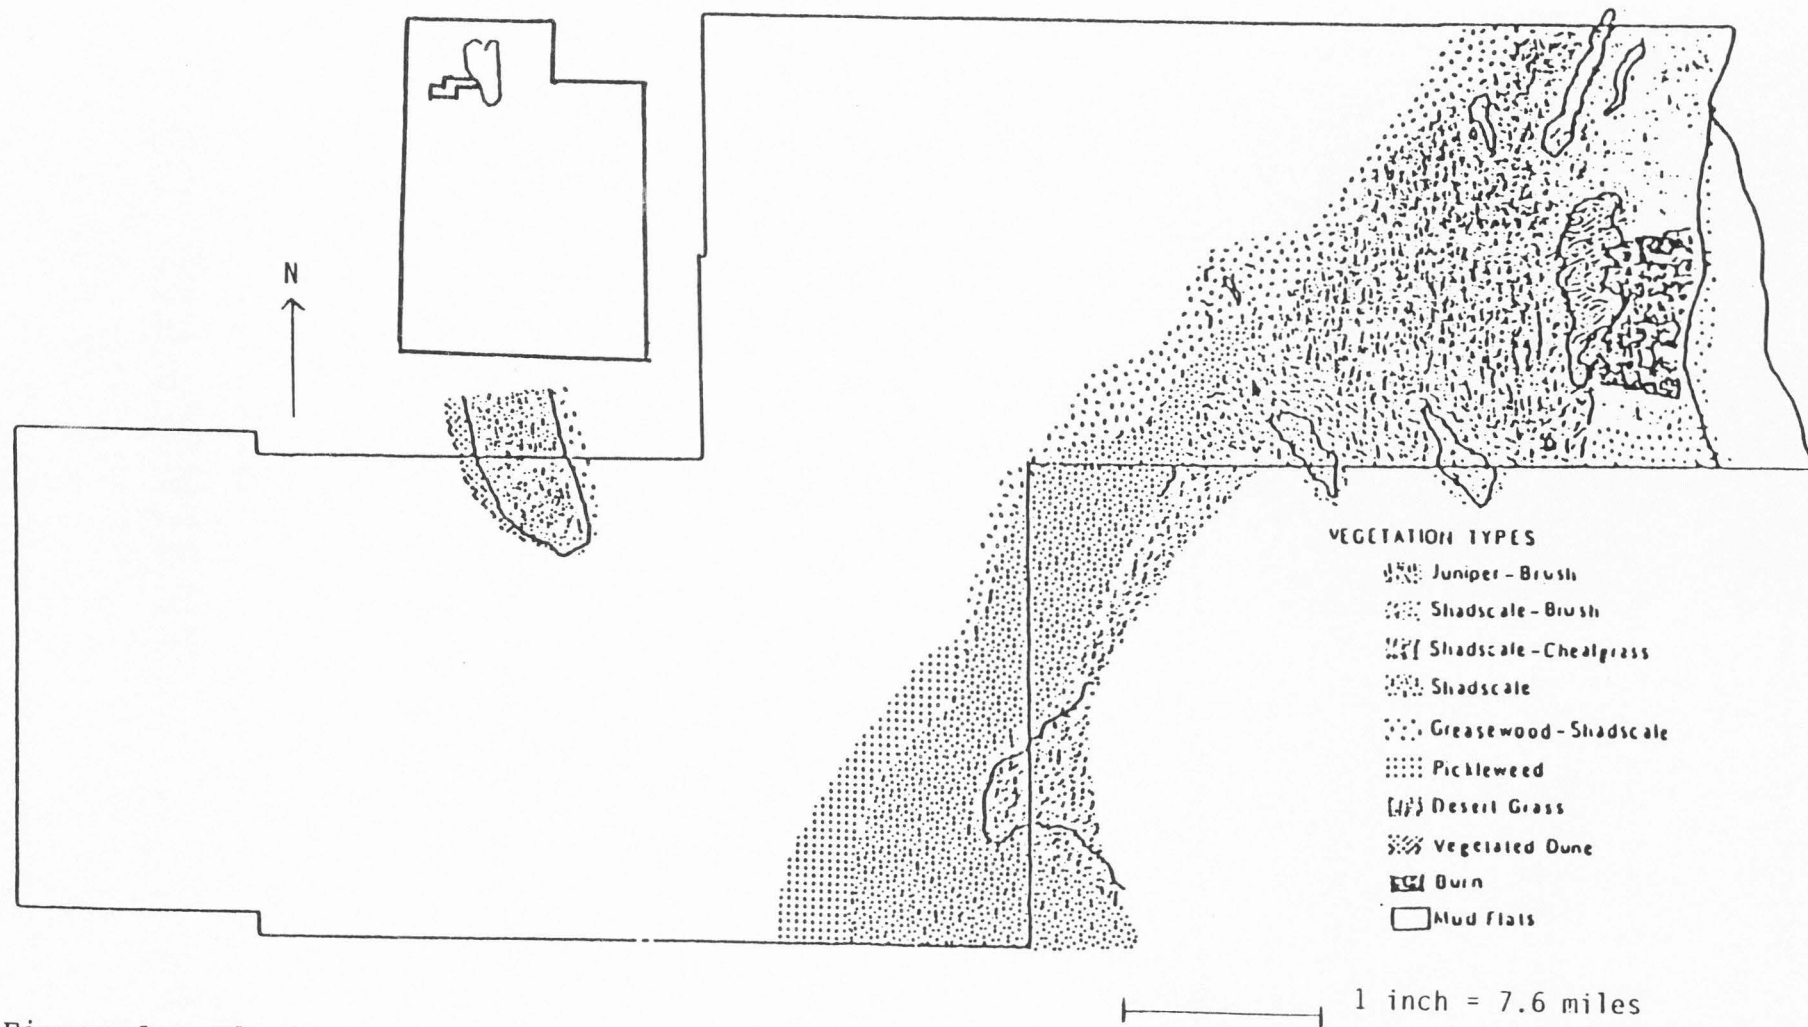 N
VEGETATION TYPES
Juniper-Brush
Shadscale-Brush
Shadscale-Cheatgrass
Shadscale
Greasewood-Shadscale
Pickleweed
Desert Grass
Vegetated Dune
Burn
Mud Flats
1 inch = 7.6 miles